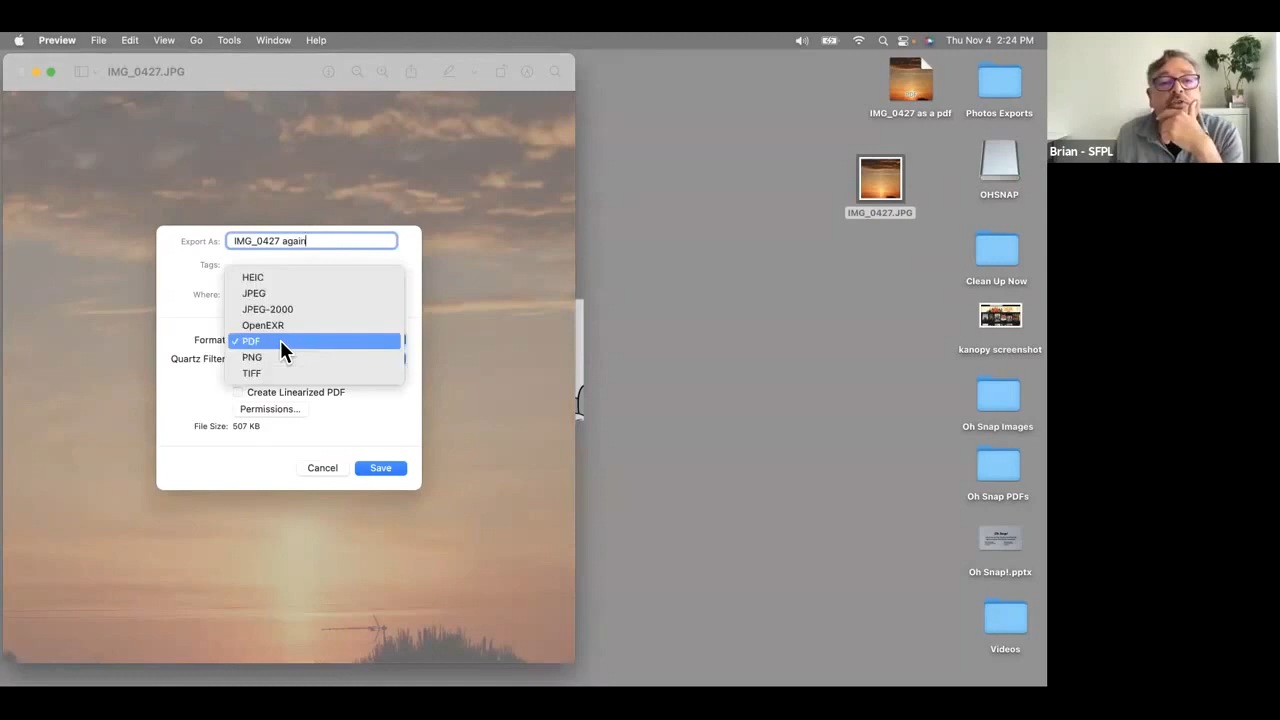 Preview File Edit View Go Tools Window Help
Thu Nov 4 2:24 PM
IMG_0427.JPG
Export As: IMG_0427 again
Tags:
Where:
HEIC
JPEG
JPEG-2000
OpenEXR
Format
✓ PDF
PNG
Quartz Filter
TIFF
Create Linearized PDF
Permissions...
File Size: 507 KB
Cancel Save
IMG_0427 as a pdf
Photos Exports
IMG_0427.JPG
OHSNAP
Clean Up Now
kanopy screenshot
Oh Snap Images
Oh Snap PDFs
Oh Snap!.pptx
Videos
Brian - SFPL